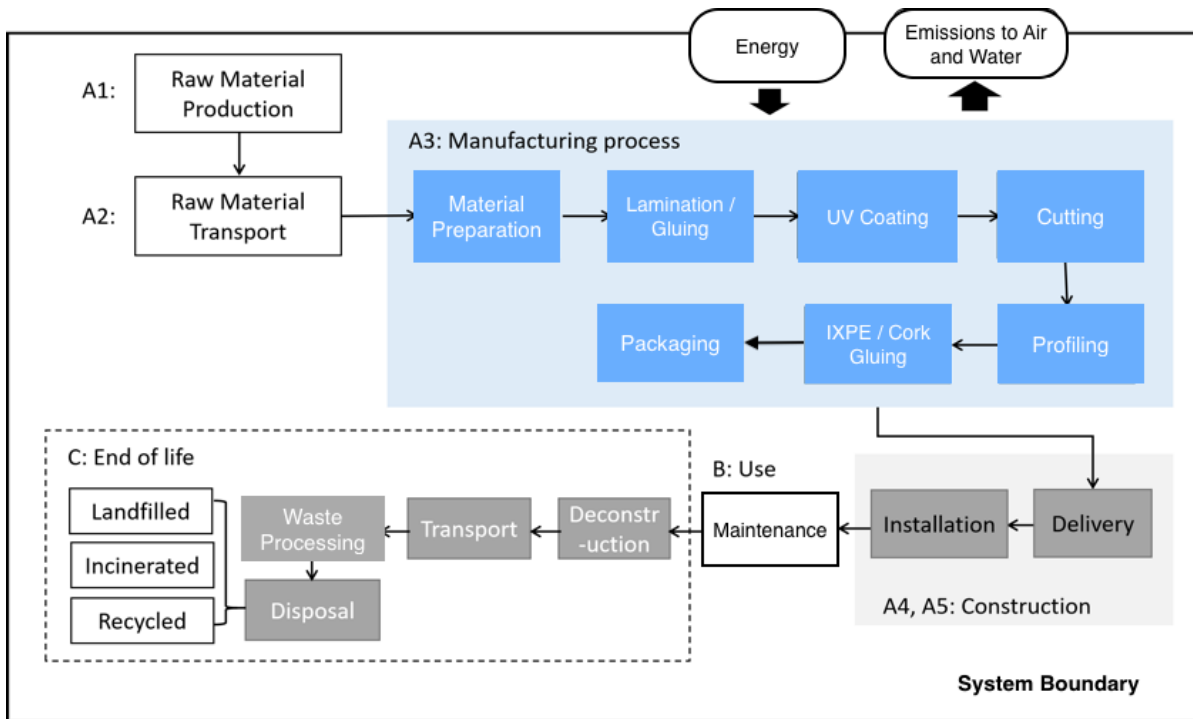 Energy
Emissions to Air
and Water
A1:
Raw Material
Production
A3: Manufacturing process
A2:
Raw Material
Transport
Material
Preparation
Lamination /
Gluing
UV Coating
Cutting
Packaging
IXPE / Cork
Gluing
Profiling
C: End of life
B: Use
Landfilled
Incinerated
Recycled
Waste
Processing
Disposal
Transport
Deconstr
-uction
Maintenance
Installation
Delivery
A4, A5: Construction
System Boundary